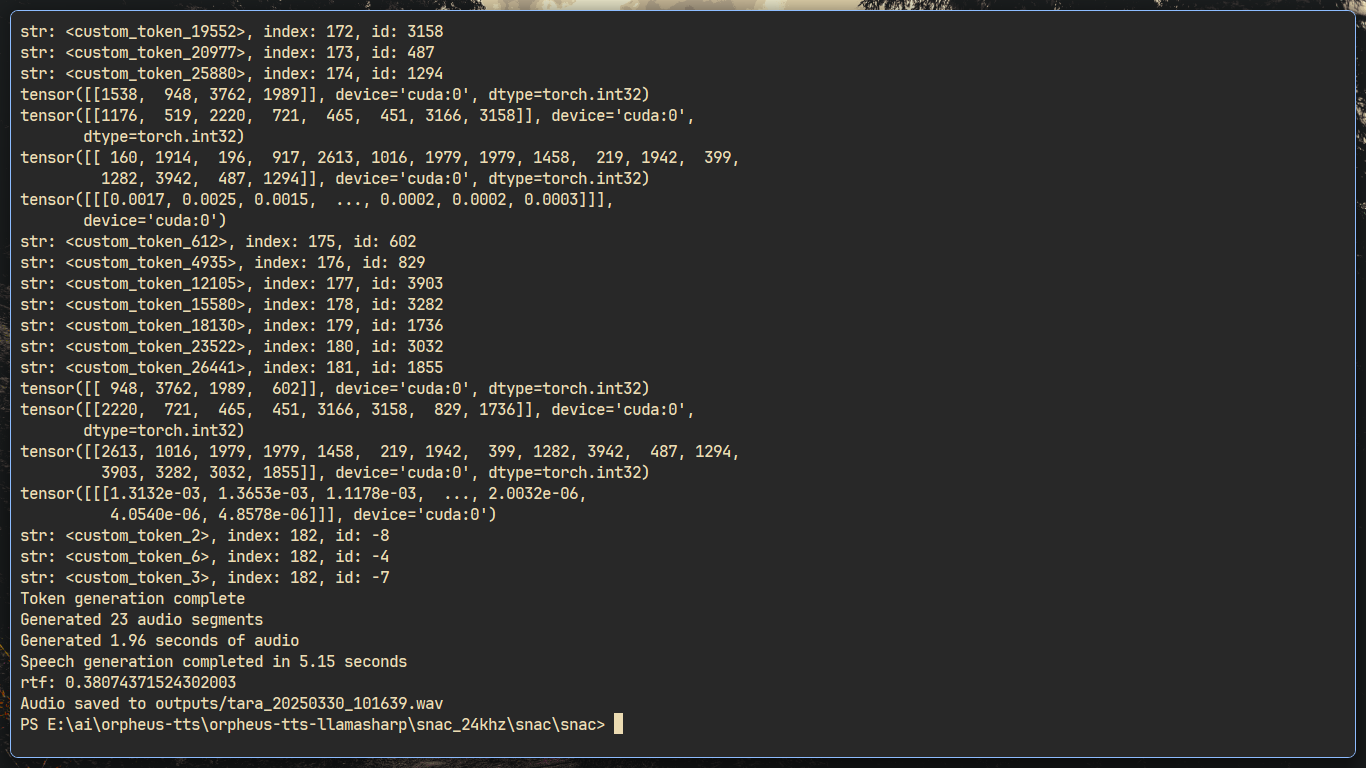 str: <custom_token_19552>, index: 172, id: 3158
str: <custom_token_20977>, index: 173, id: 487
str: <custom_token_25880>, index: 174, id: 1294
tensor([[1538,  948, 3762, 1989]], device='cuda:0', dtype=torch.int32)
tensor([[1176,  519, 2220,  721,  465,  451, 3166, 3158]], device='cuda:0',
       dtype=torch.int32)
tensor([[ 160, 1914,  196,  917, 2613, 1016, 1979, 1979, 1458,  219, 1942,  399,
         1282, 3942,  487, 1294]], device='cuda:0', dtype=torch.int32)
tensor([[[0.0017, 0.0025, 0.0015,  ..., 0.0002, 0.0002, 0.0003]]],
       device='cuda:0')
str: <custom_token_612>, index: 175, id: 602
str: <custom_token_4935>, index: 176, id: 829
str: <custom_token_12105>, index: 177, id: 3903
str: <custom_token_15580>, index: 178, id: 3282
str: <custom_token_18130>, index: 179, id: 1736
str: <custom_token_23522>, index: 180, id: 3032
str: <custom_token_26441>, index: 181, id: 1855
tensor([[ 948, 3762, 1989,  602]], device='cuda:0', dtype=torch.int32)
tensor([[2220,  721,  465,  451, 3166, 3158,  829, 1736]], device='cuda:0',
       dtype=torch.int32)
tensor([[2613, 1016, 1979, 1979, 1458,  219, 1942,  399, 1282, 3942,  487, 1294,
         3903, 3282, 3032, 1855]], device='cuda:0', dtype=torch.int32)
tensor([[[1.3132e-03, 1.3653e-03, 1.1178e-03,  ..., 2.0032e-06,
          4.0540e-06, 4.8578e-06]]], device='cuda:0')
str: <custom_token_2>, index: 182, id: -8
str: <custom_token_6>, index: 182, id: -4
str: <custom_token_3>, index: 182, id: -7
Token generation complete
Generated 23 audio segments
Generated 1.96 seconds of audio
Speech generation completed in 5.15 seconds
rtf: 0.38074371524302003
Audio saved to outputs/tara_20250330_101639.wav
PS E:\ai\orpheus-tts\orpheus-tts-llamasharp\snac_24khz\snac\snac>